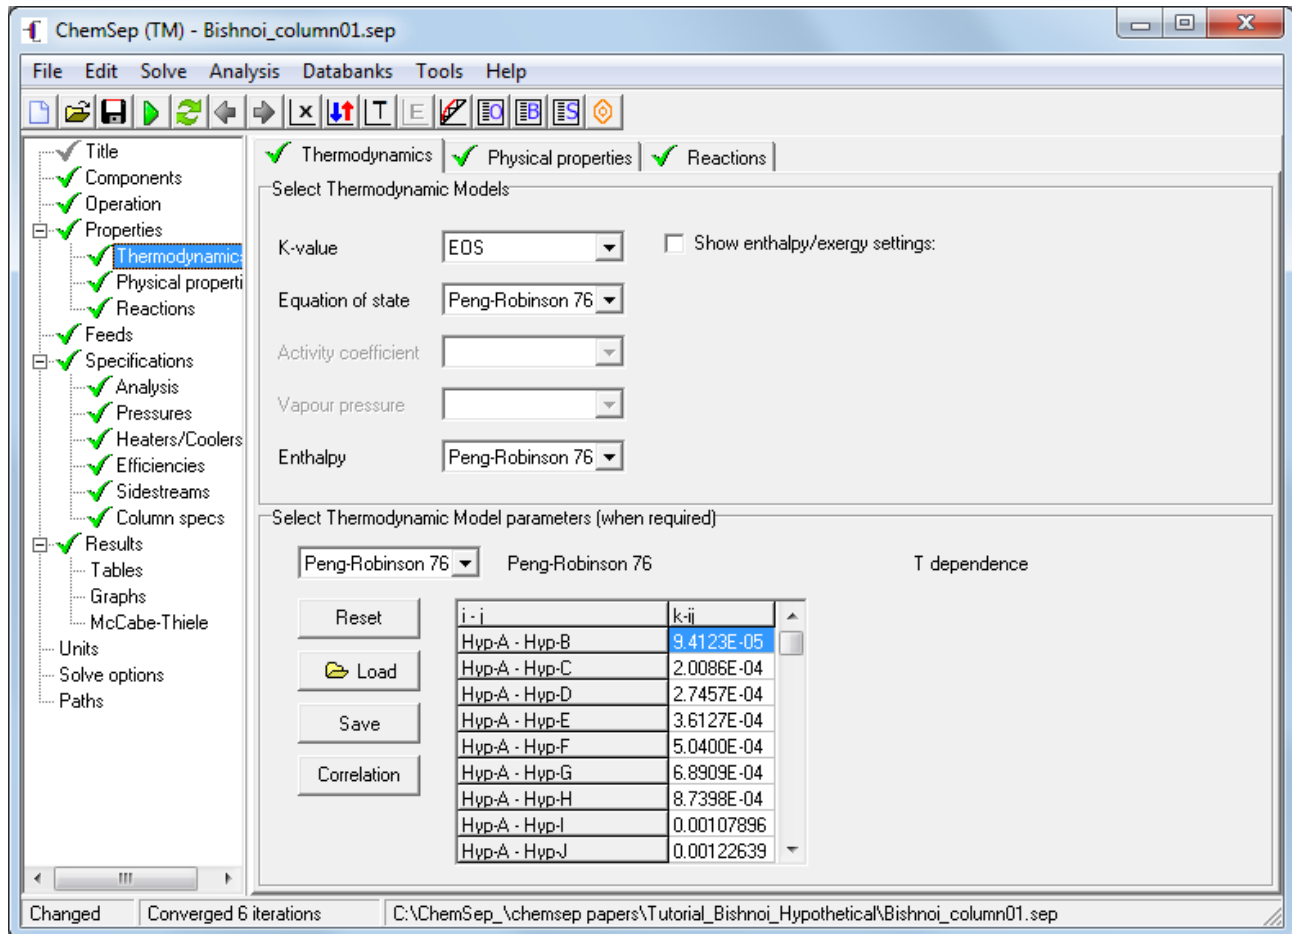 ChemSep (TM) - Bishnoi_column01.sep
File Edit Solve Analysis Databanks Tools Help
Title
Components
Operation
Properties
Thermodynamics
Physical properti
Reactions
Feeds
Specifications
Analysis
Pressures
Heaters/Coolers
Efficiencies
Sidestreams
Column specs
Results
Tables
Graphs
McCabe-Thiele
Units
Solve options
Paths
Thermodynamics Physical properties Reactions
Select Thermodynamic Models
K-value EOS Show enthalpy/exergy settings:
Equation of state Peng-Robinson 76
Activity coefficient
Vapour pressure
Enthalpy Peng-Robinson 76
Select Thermodynamic Model parameters (when required)
Peng-Robinson 76 Peng-Robinson 76 T dependence
Reset
Load
Save
Correlation
i - j k-ij
Hyp-A - Hyp-B 9.4123E-05
Hyp-A - Hyp-C 2.0086E-04
Hyp-A - Hyp-D 2.7457E-04
Hyp-A - Hyp-E 3.6127E-04
Hyp-A - Hyp-F 5.0400E-04
Hyp-A - Hyp-G 6.8909E-04
Hyp-A - Hyp-H 8.7398E-04
Hyp-A - Hyp-I 0.00107896
Hyp-A - Hyp-J 0.00122639
Changed Converged 6 iterations C:\ChemSep_\chemsep papers\Tutorial_Bishnoi_Hypothetical\Bishnoi_column01.sep